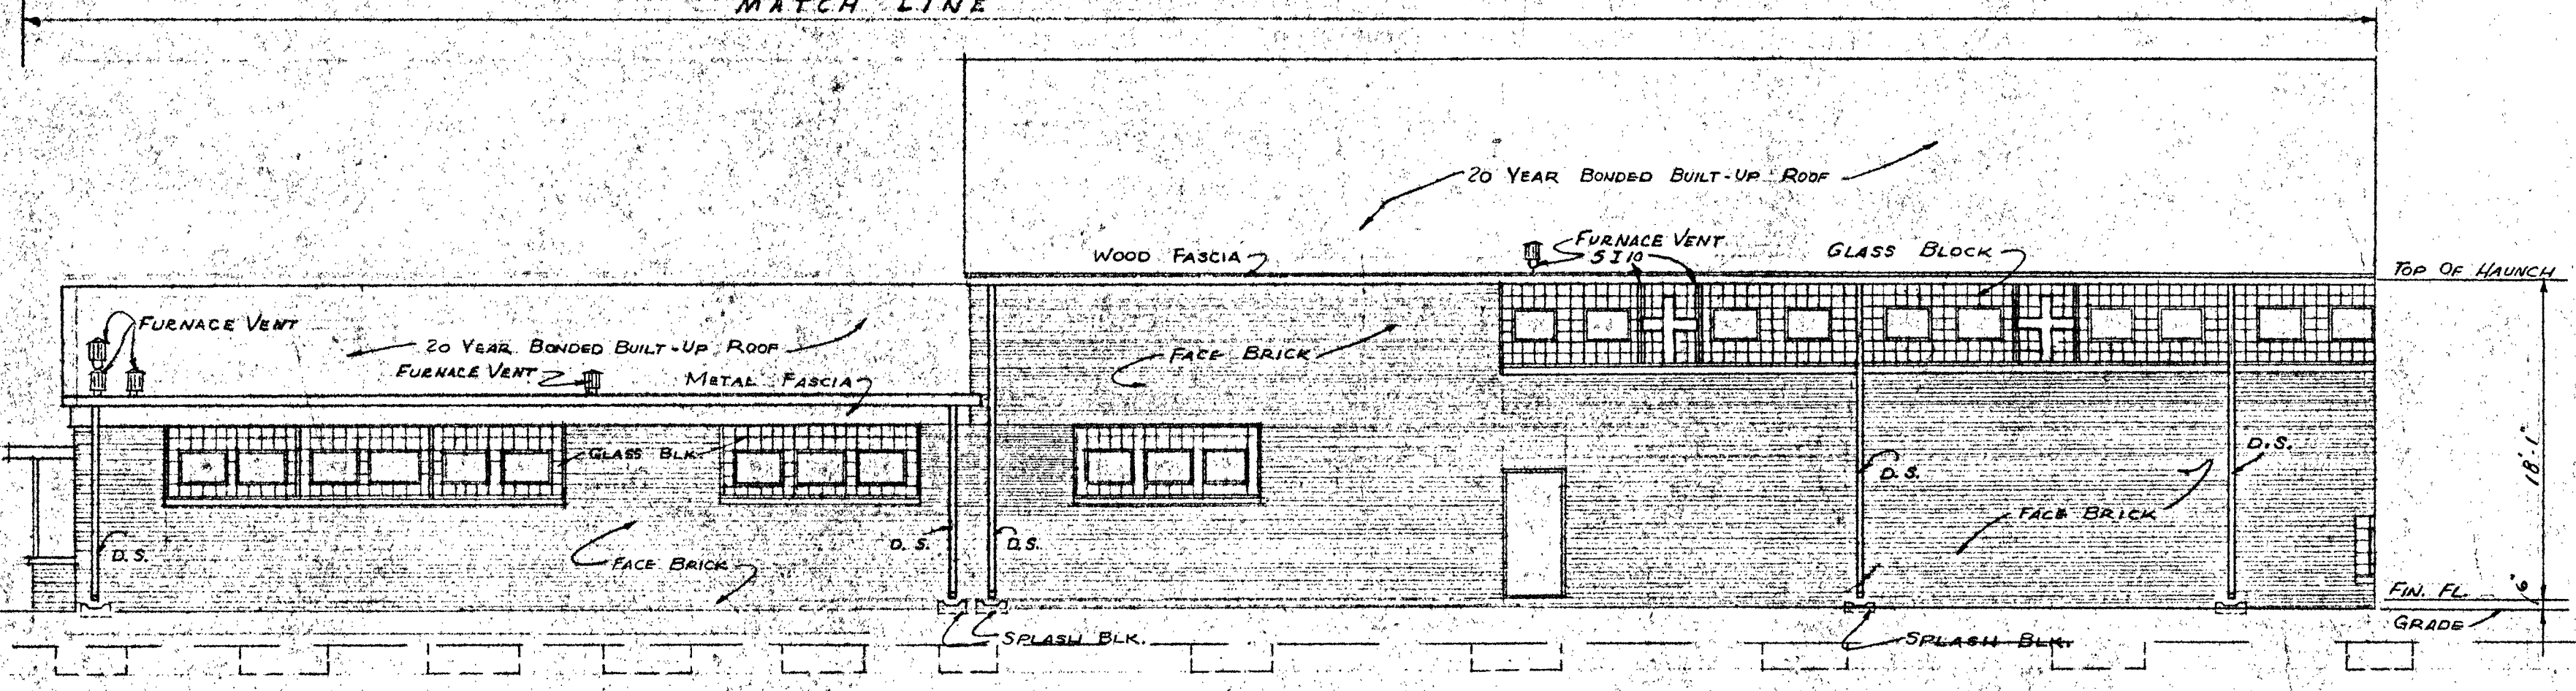 MATCH LINE
20 YEAR BONDED BUILT-UP ROOF
WOOD FASCIA
FURNACE VENT
5 I 10
GLASS BLOCK
TOP OF HAUNCH
FURNACE VENT
20 YEAR BONDED BUILT-UP ROOF
FURNACE VENT
METAL FASCIA
FACE BRICK
GLASS BLK.
D.S.
D.S.
18'-1"
D.S.
D.S.
D.S.
FACE BRICK
FACE BRICK
6"
FIN. FL.
GRADE
SPLASH BLK.
SPLASH BLK.